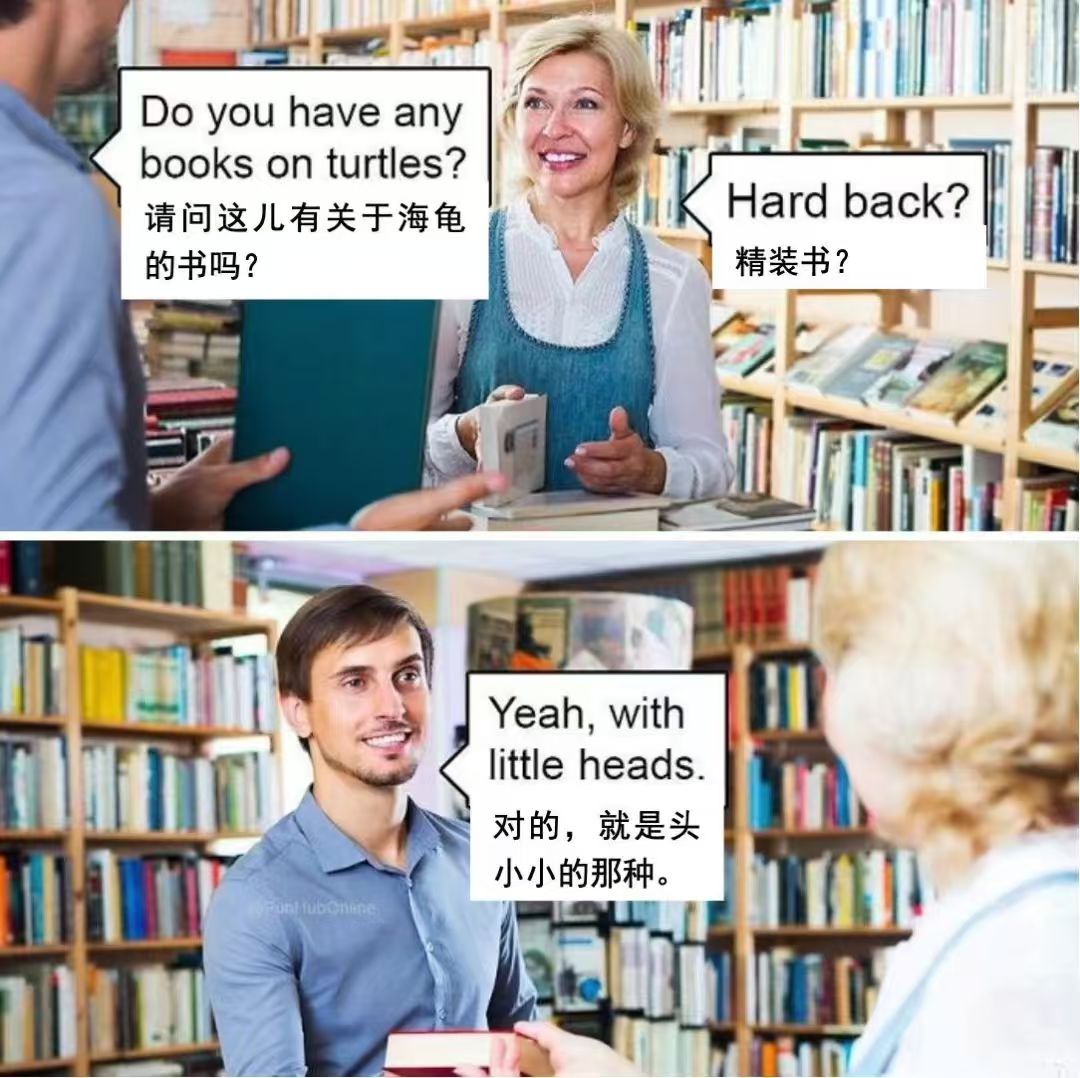 Do you have any
books on turtles?
请问这儿有关于海龟
的书吗？
Hard back?
精装书？
Yeah, with
little heads.
对的，就是头
小小的那种。
@PunHubOnline